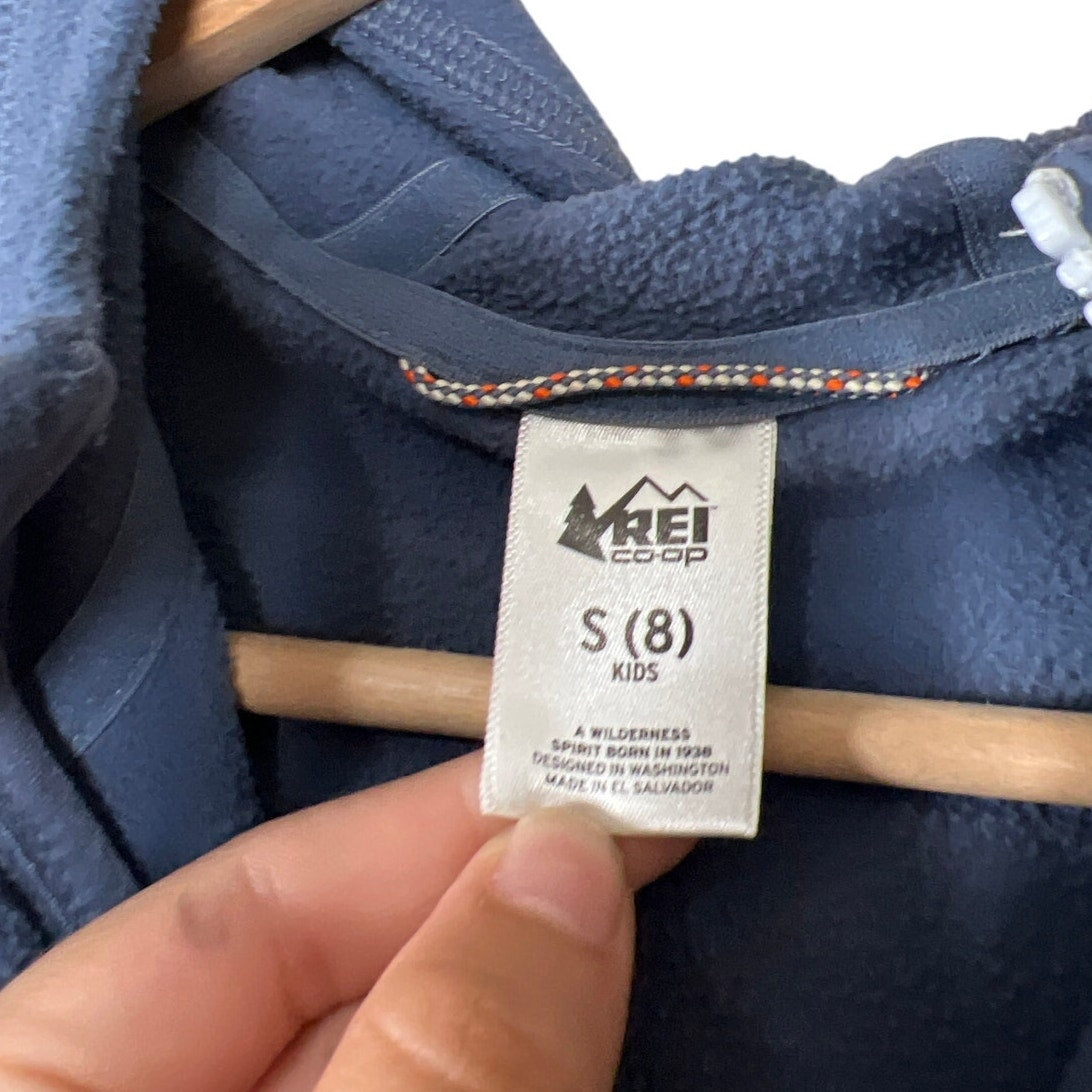 REI
co-op
S (8)
KIDS
A WILDERNESS
SPIRIT BORN IN 1938
DESIGNED IN WASHINGTON
MADE IN EL SALVADOR